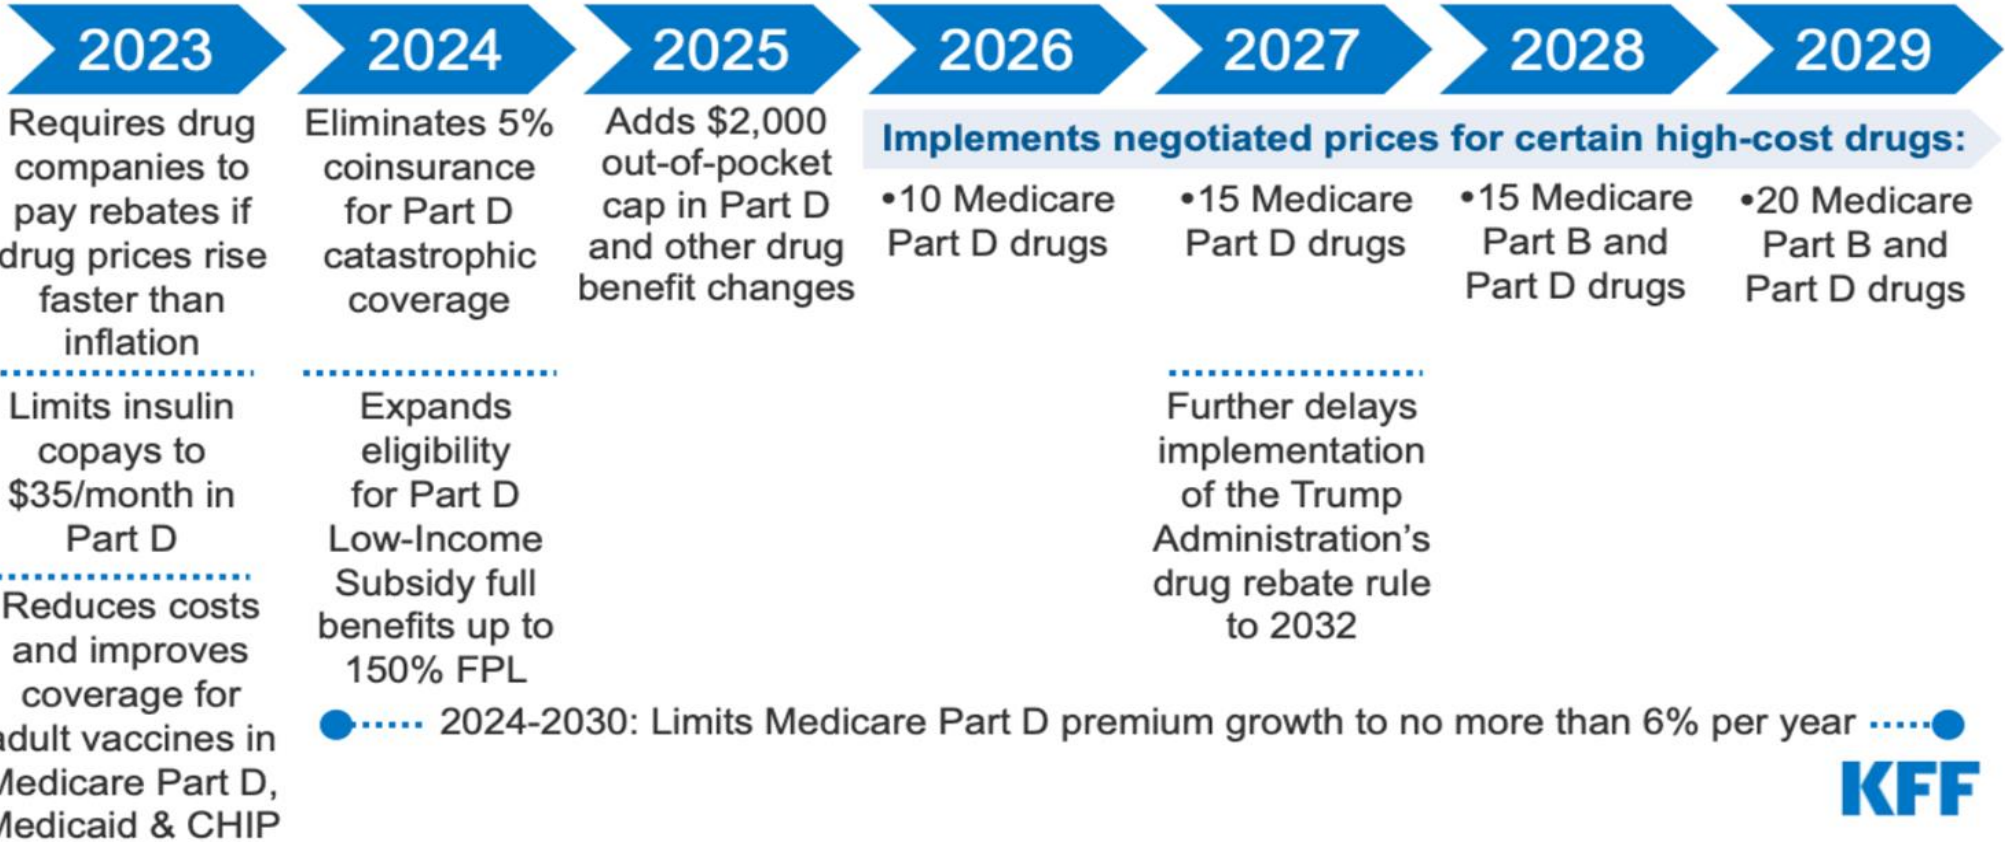 2023
Requires drug
companies to
pay rebates if
drug prices rise
faster than
inflation
Limits insulin
copays to
$35/month in
Part D
Reduces costs
and improves
coverage for
adult vaccines in
Medicare Part D,
Medicaid & CHIP
2024
Eliminates 5%
coinsurance
for Part D
catastrophic
coverage
Expands
eligibility
for Part D
Low-Income
Subsidy full
benefits up to
150% FPL
2025
Adds $2,000
out-of-pocket
cap in Part D
and other drug
benefit changes
2026
2027
2028
2029
Implements negotiated prices for certain high-cost drugs:
•10 Medicare
Part D drugs
•15 Medicare
Part D drugs
Further delays
implementation
of the Trump
Administration’s
drug rebate rule
to 2032
•15 Medicare
Part B and
Part D drugs
•20 Medicare
Part B and
Part D drugs
2024-2030: Limits Medicare Part D premium growth to no more than 6% per year
KFF